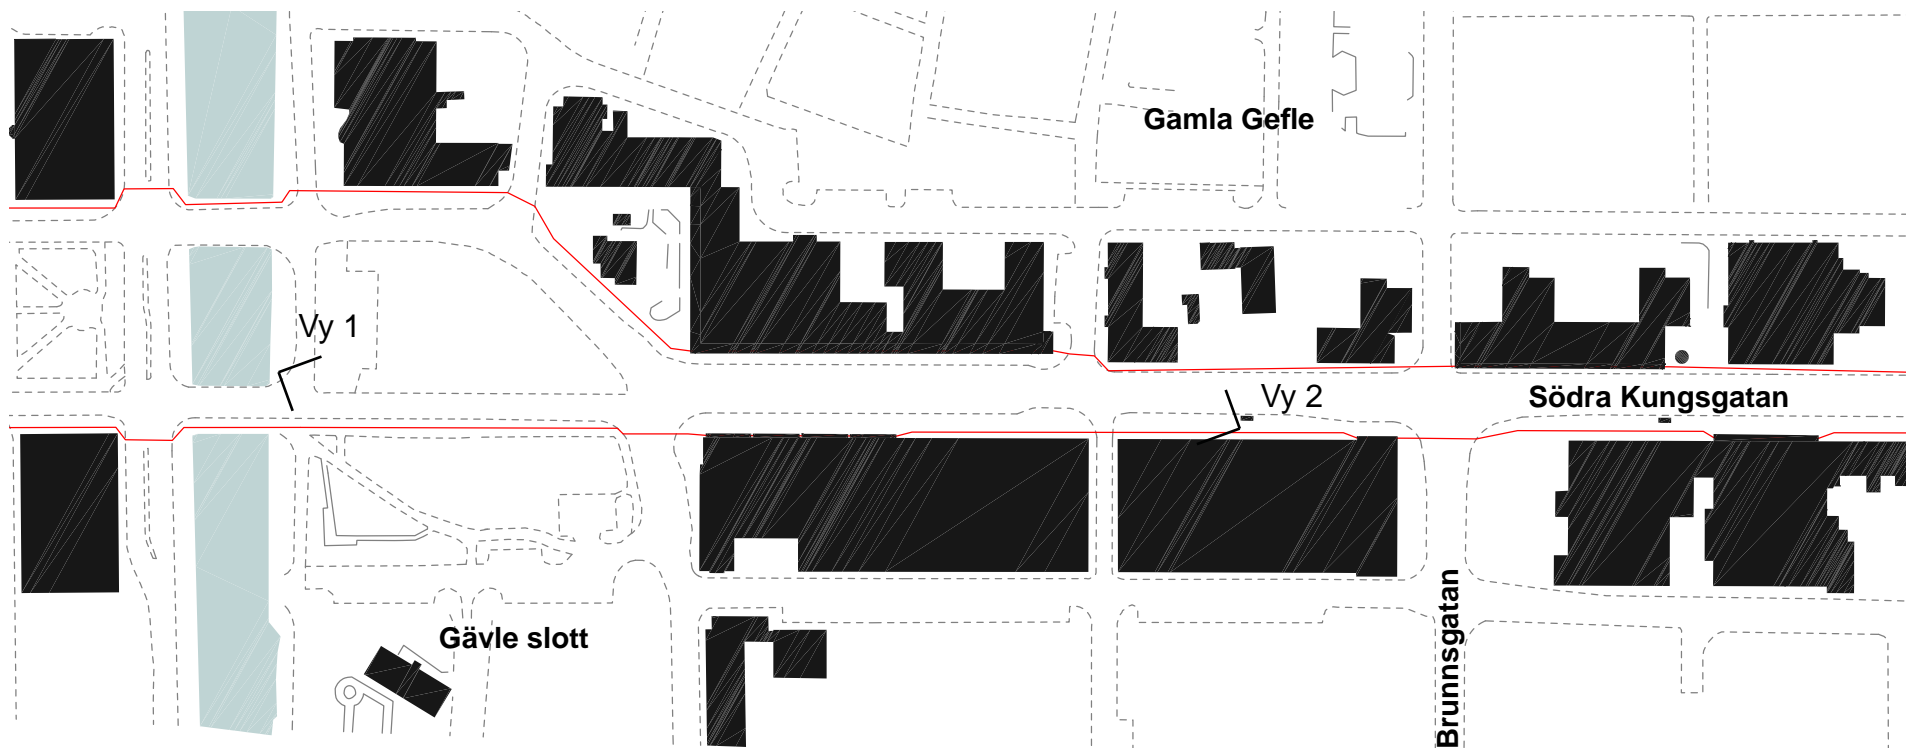 Gamla Gefle
Vy 1
Vy 2
Södra Kungsgatan
Gävle slott
Brunnsgatan